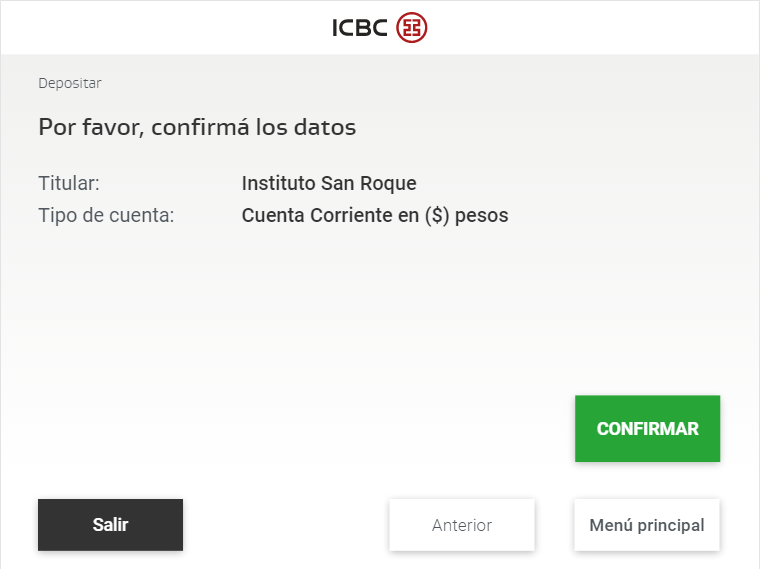 ICBC
Depositar
Por favor, confirmá los datos
Titular: Instituto San Roque
Tipo de cuenta: Cuenta Corriente en ($) pesos
CONFIRMAR
Salir Anterior Menú principal